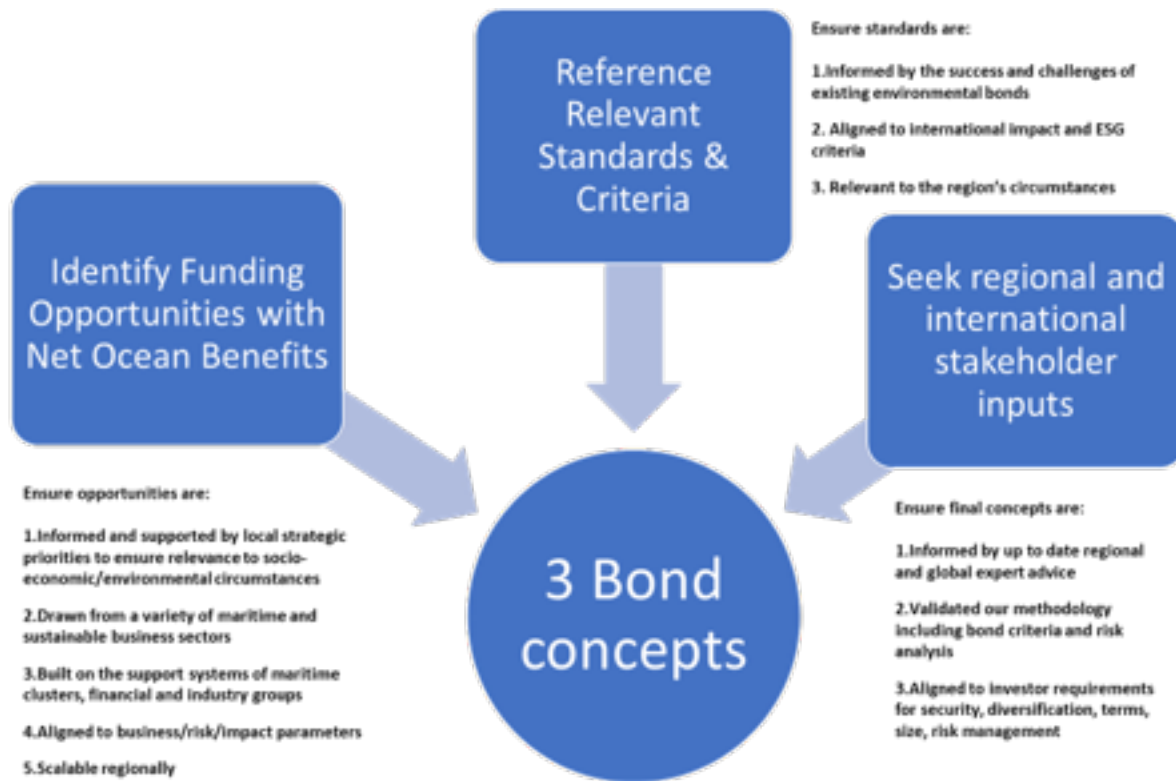 Reference
Relevant
Standards &
Criteria
Ensure standards are:
1.Informed by the success and challenges of
existing environmental bonds
2. Aligned to international impact and ESG
criteria
3. Relevant to the region's circumstances
Identify Funding
Opportunities with
Net Ocean Benefits
Seek regional and
international
stakeholder
inputs
Ensure opportunities are:
1.Informed and supported by local strategic
priorities to ensure relevance to socio-
economic/environmental circumstances
2.Drawn from a variety of maritime and
sustainable business sectors
3.Built on the support systems of maritime
clusters, financial and industry groups
4.Aligned to business/risk/impact parameters
5.Scalable regionally
3 Bond
concepts
Ensure final concepts are:
1.Informed by up to date regional
and global expert advice
2.Validated our methodology
including bond criteria and risk
analysis
3.Aligned to investor requirements
for security, diversification, terms,
size, risk management